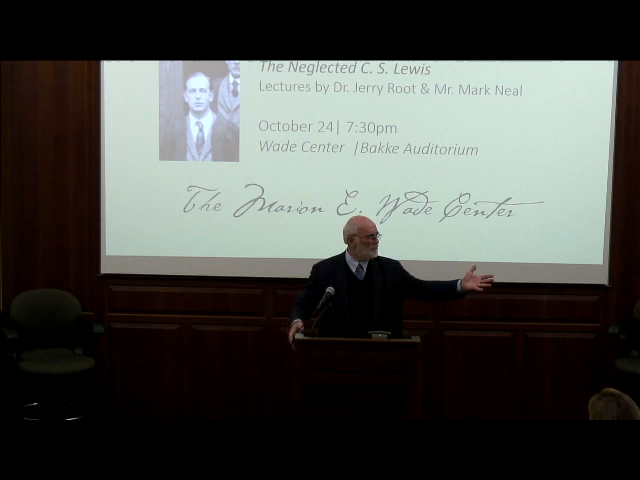 The Neglected C. S. Lewis
Lectures by Dr. Jerry Root & Mr. Mark Neal
October 24| 7:30pm
Wade Center |Bakke Auditorium
The Marion E. Wade Center